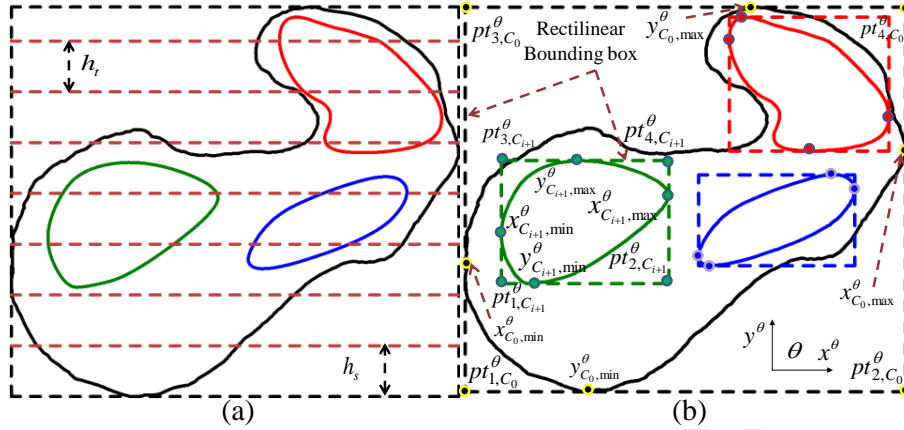 h_t
h_s
(a)
pt^θ_{3,C_0}
Rectilinear
Bounding box
y^θ_{C_0,max}
pt^θ_{4,C_0}
pt^θ_{3,C_{i+1}}
pt^θ_{4,C_{i+1}}
y^θ_{C_{i+1},max}
x^θ_{C_{i+1},max}
x^θ_{C_{i+1},min}
y^θ_{C_{i+1},min}
pt^θ_{2,C_{i+1}}
pt^θ_{1,C_{i+1}}
x^θ_{C_0,min}
x^θ_{C_0,max}
y^θ θ x^θ
pt^θ_{1,C_0}
y^θ_{C_0,min}
pt^θ_{2,C_0}
(b)